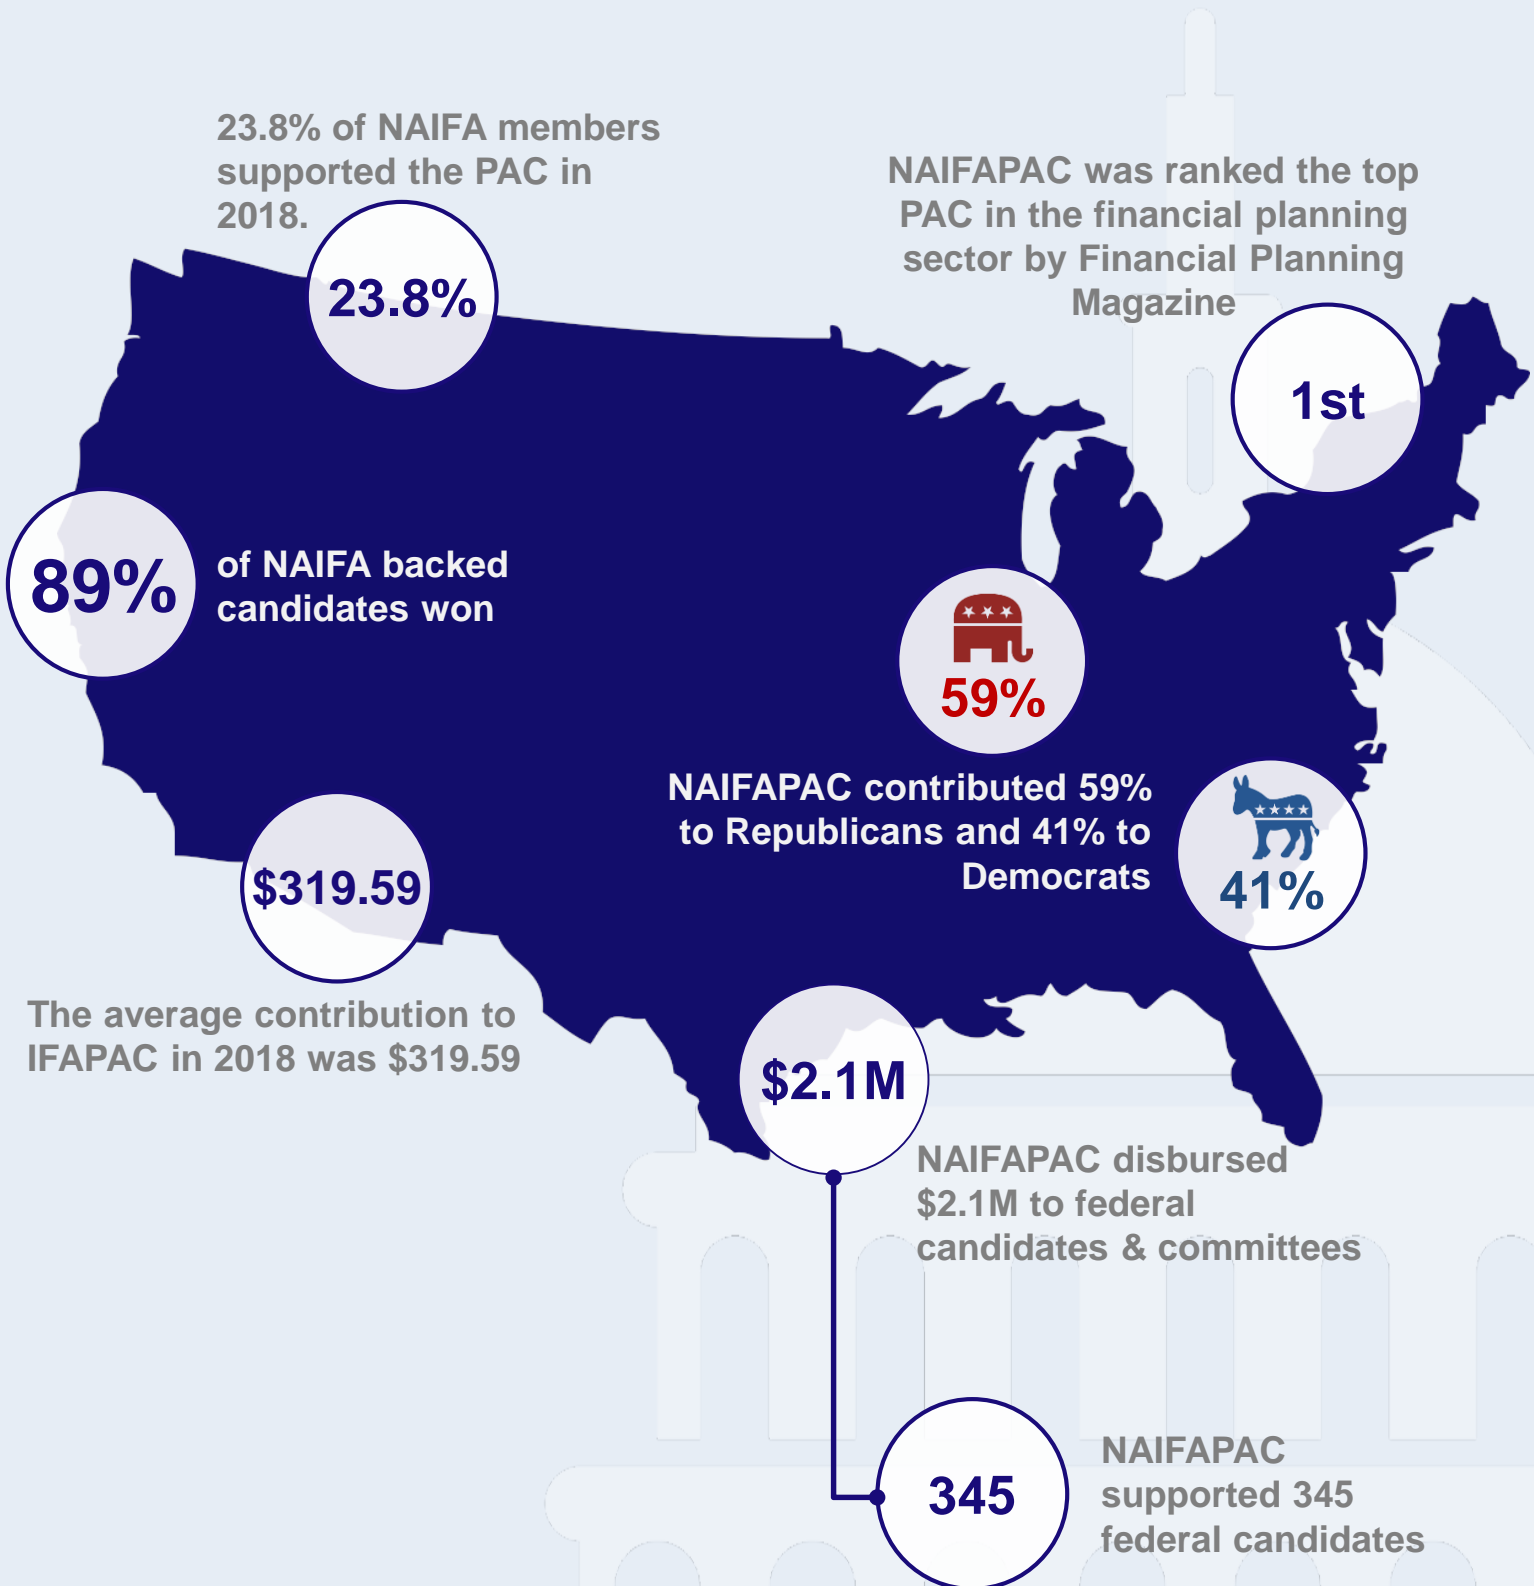 23.8% of NAIFA members
supported the PAC in
2018.
23.8%
NAIFAPAC was ranked the top
PAC in the financial planning
sector by Financial Planning
Magazine
1st
89%
of NAIFA backed
candidates won
59%
NAIFAPAC contributed 59%
to Republicans and 41% to
Democrats
41%
$319.59
The average contribution to
IFAPAC in 2018 was $319.59
$2.1M
NAIFAPAC disbursed
$2.1M to federal
candidates & committees
345
NAIFAPAC
supported 345
federal candidates